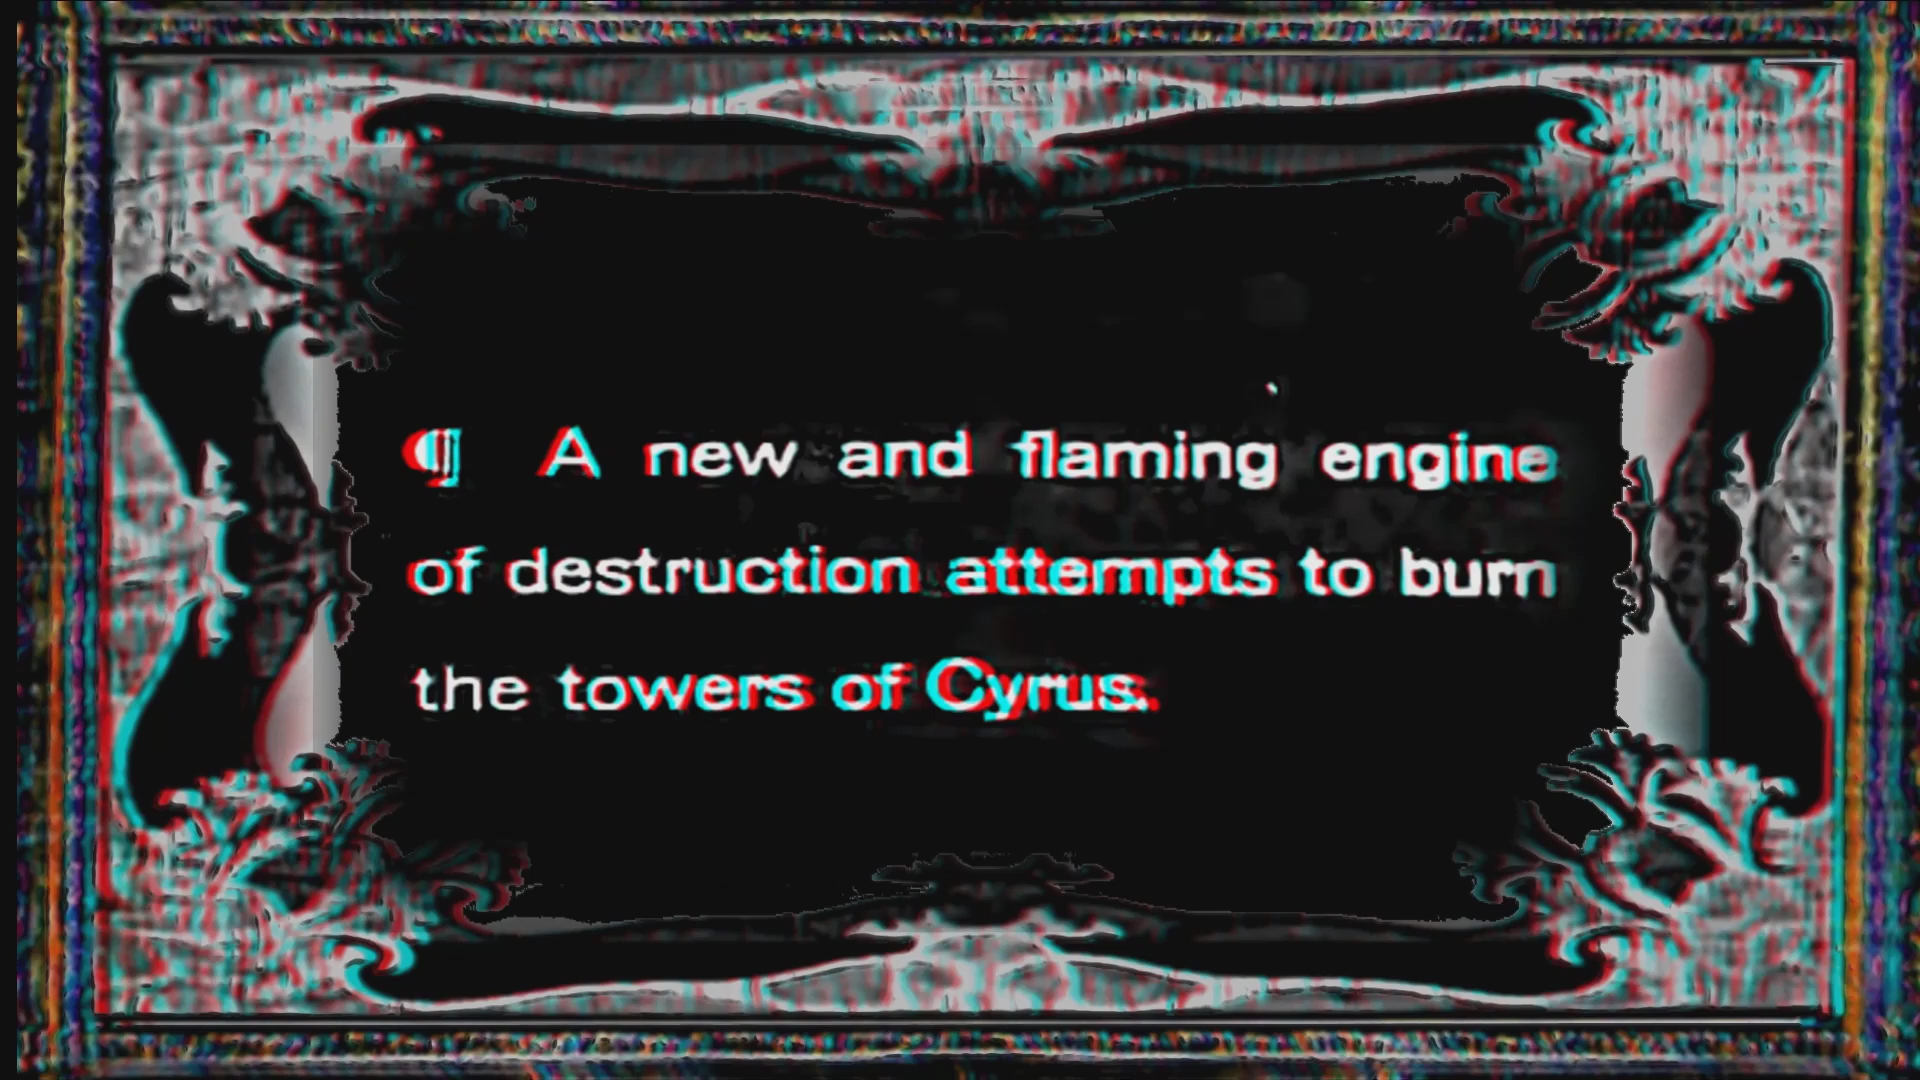 ¶ A new and flaming engine
of destruction attempts to burn
the towers of Cyrus.